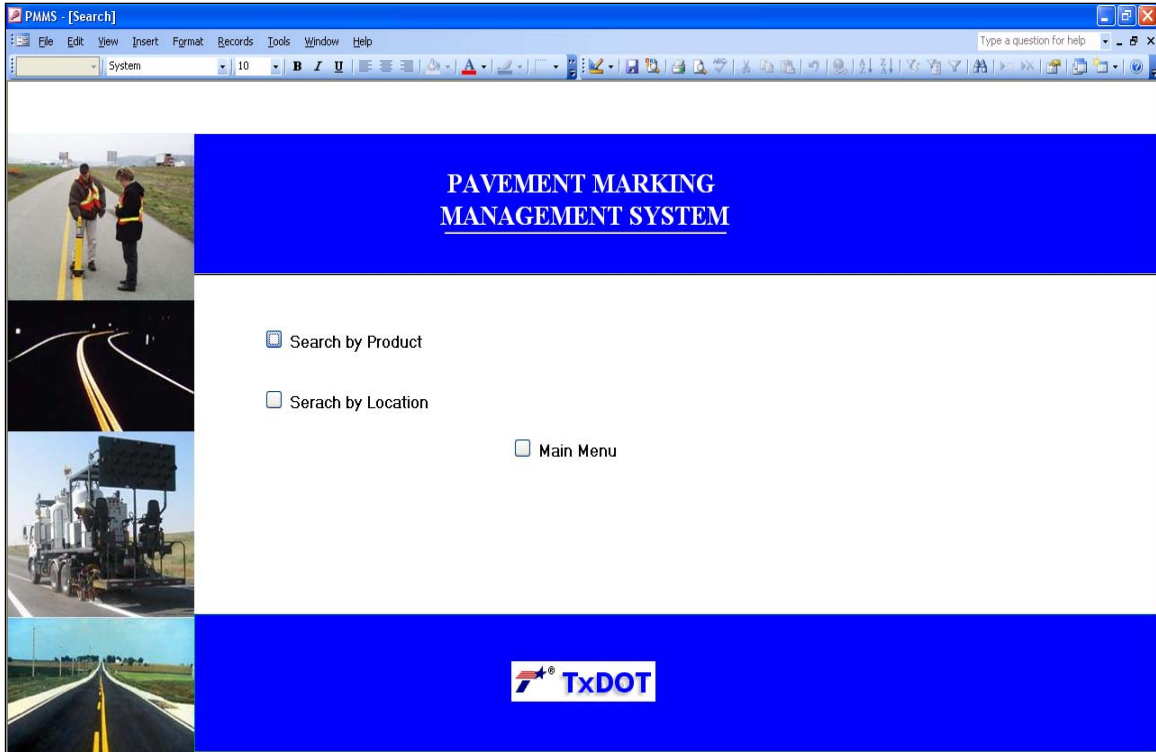 PMMS - [Search]
File Edit View Insert Format Records Tools Window Help
Type a question for help
System 10 B I U A
PAVEMENT MARKING
MANAGEMENT SYSTEM
Search by Product
Serach by Location
Main Menu
® TxDOT